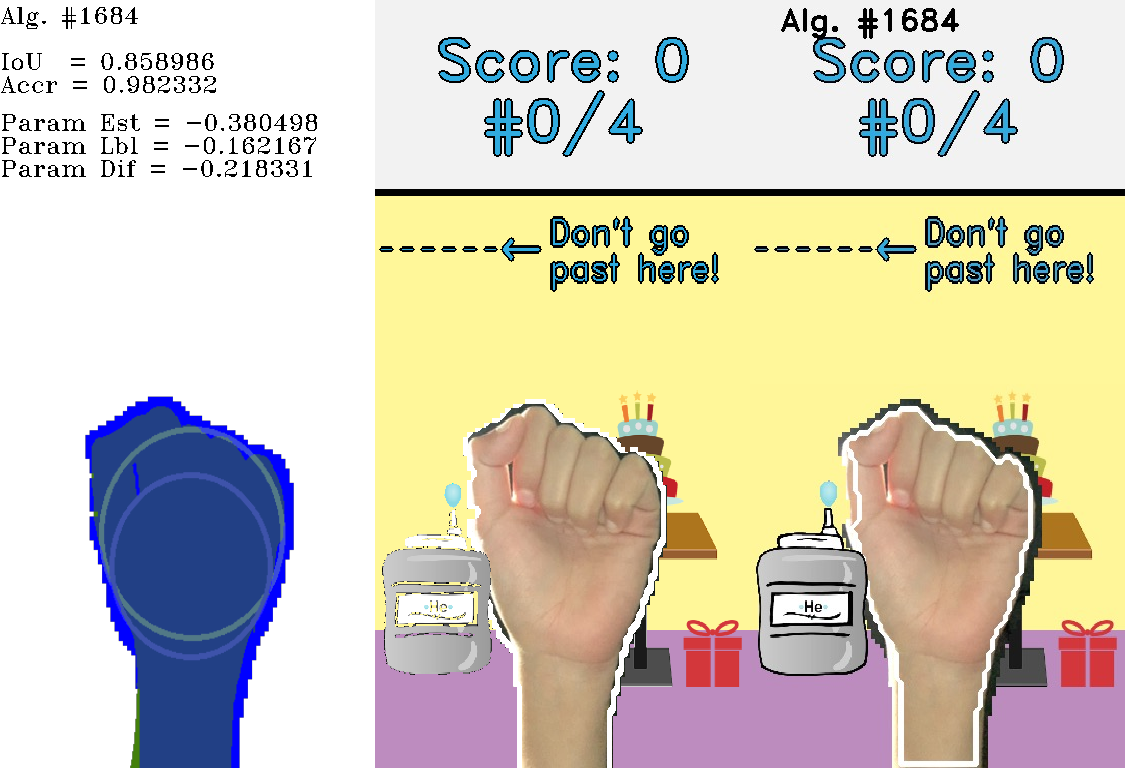 Alg. #1684
IoU = 0.858986
Accr = 0.982332
Param Est = −0.380498
Param Lbl = −0.162167
Param Dif = −0.218331
Score: 0
#0/4
Don't go
past here!
He
Alg. #1684
Score: 0
#0/4
Don't go
past here!
He